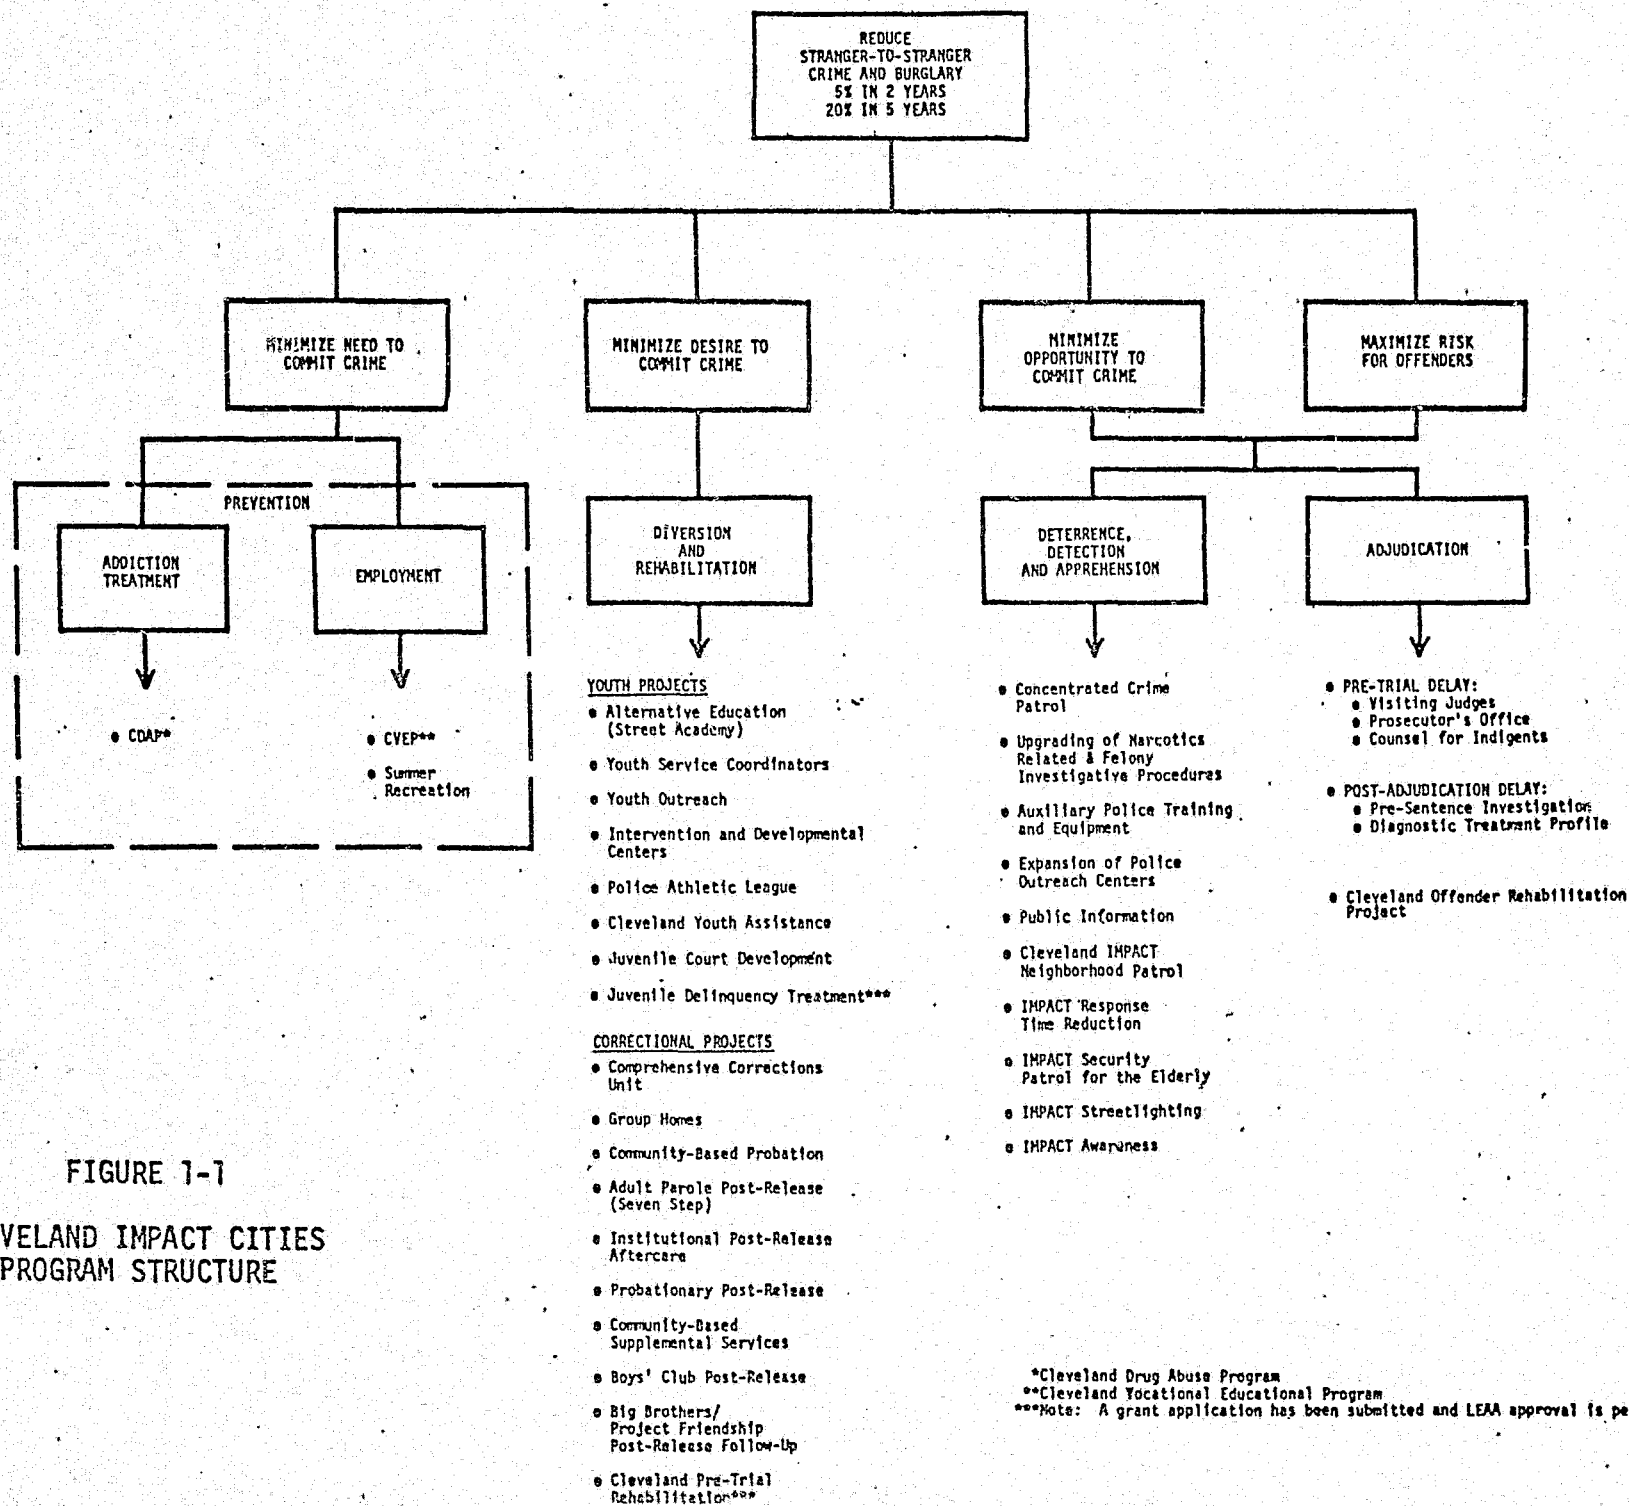 REDUCE
STRANGER-TO-STRANGER
CRIME AND BURGLARY
5% IN 2 YEARS
20% IN 5 YEARS
MINIMIZE NEED TO
COMMIT CRIME
MINIMIZE DESIRE TO
COMMIT CRIME
MINIMIZE
OPPORTUNITY TO
COMMIT CRIME
MAXIMIZE RISK
FOR OFFENDERS
PREVENTION
ADDICTION
TREATMENT
EMPLOYMENT
DIVERSION
AND
REHABILITATION
DETERRENCE,
DETECTION
AND APPREHENSION
ADJUDICATION
• CDAP*
• CVEP**
• Summer
Recreation
YOUTH PROJECTS
• Alternative Education
(Street Academy)
• Youth Service Coordinators
• Youth Outreach
• Intervention and Developmental
Centers
• Police Athletic League
• Cleveland Youth Assistance
• Juvenile Court Development
• Juvenile Delinquency Treatment***
CORRECTIONAL PROJECTS
• Comprehensive Corrections
Unit
• Group Homes
• Community-Based Probation
• Adult Parole Post-Release
(Seven Step)
• Institutional Post-Release
Aftercare
• Probationary Post-Release
• Community-Based
Supplemental Services
• Boys' Club Post-Release
• Big Brothers/
Project Friendship
Post-Release Follow-Up
• Cleveland Pre-Trial
Rehabilitation***
• Concentrated Crime
Patrol
• Upgrading of Narcotics
Related & Felony
Investigative Procedures
• Auxiliary Police Training
and Equipment
• Expansion of Police
Outreach Centers
• Public Information
• Cleveland IMPACT
Neighborhood Patrol
• IMPACT Response
Time Reduction
• IMPACT Security
Patrol for the Elderly
• IMPACT Streetlighting
• IMPACT Awareness
• PRE-TRIAL DELAY:
• Visiting Judges
• Prosecutor's Office
• Counsel for Indigents
• POST-ADJUDICATION DELAY:
• Pre-Sentence Investigation
• Diagnostic Treatment Profile
• Cleveland Offender Rehabilitation
Project
FIGURE 1-1
VELAND IMPACT CITIES
PROGRAM STRUCTURE
*Cleveland Drug Abuse Program
**Cleveland Vocational Educational Program
***Note: A grant application has been submitted and LEAA approval is pe